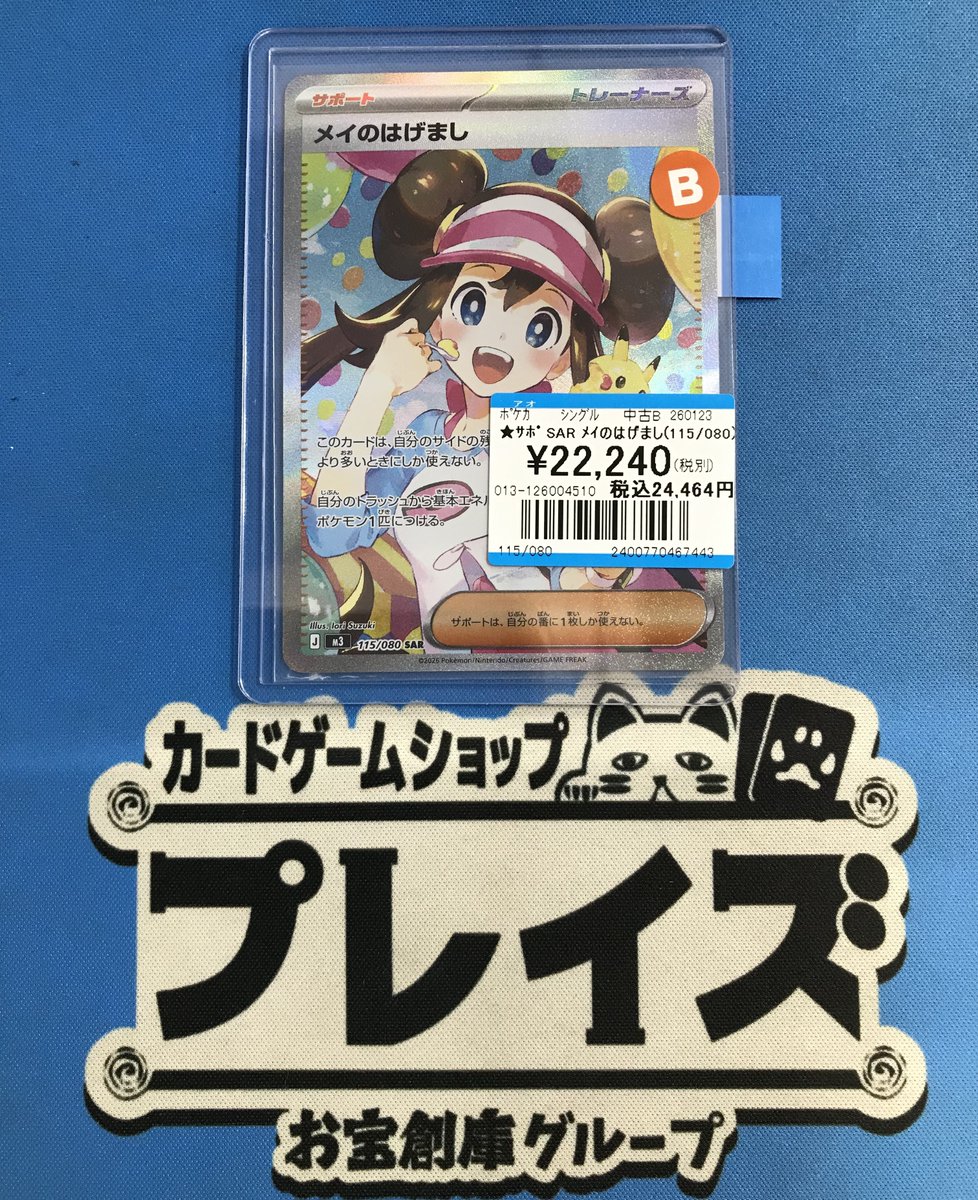 サポート
トレーナーズ
メイのはげまし
B
このカードは、自分のサイドの残
より多いときにしか使えない。
自分のトラッシュから基本エネル
ポケモン1匹につける。
アオ
ポケカ シングル 中古B 260123
★サポ SAR メイのはげまし(115/080)
¥22,240(税別)
013-126004510 税込24,464円
115/080 2400770467443
サポートは、自分の番に1枚しか使えない。
Illus. Iori Suzuki
J M3 115/080 SAR
©2026 Pokémon/Nintendo/Creatures/GAME FREAK
カードゲームショップ
プレイズ
お宝創庫グループ